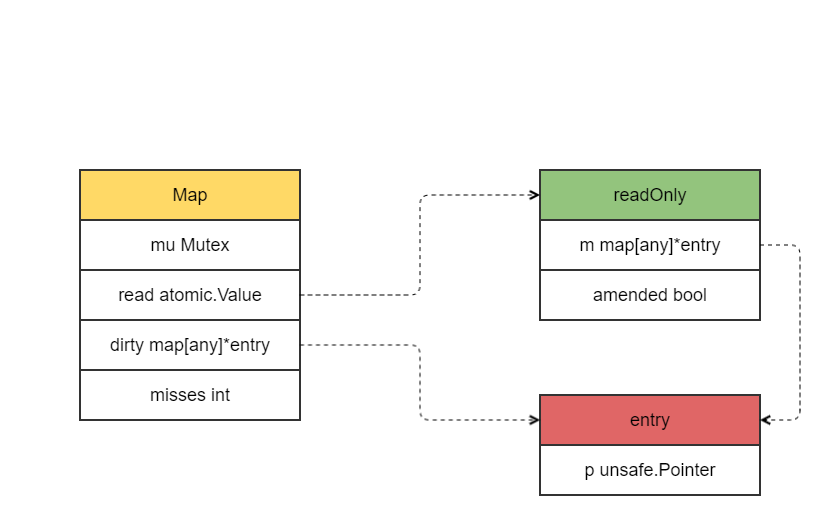 Map
mu Mutex
read atomic.Value
dirty map[any]*entry
misses int
readOnly
m map[any]*entry
amended bool
entry
p unsafe.Pointer